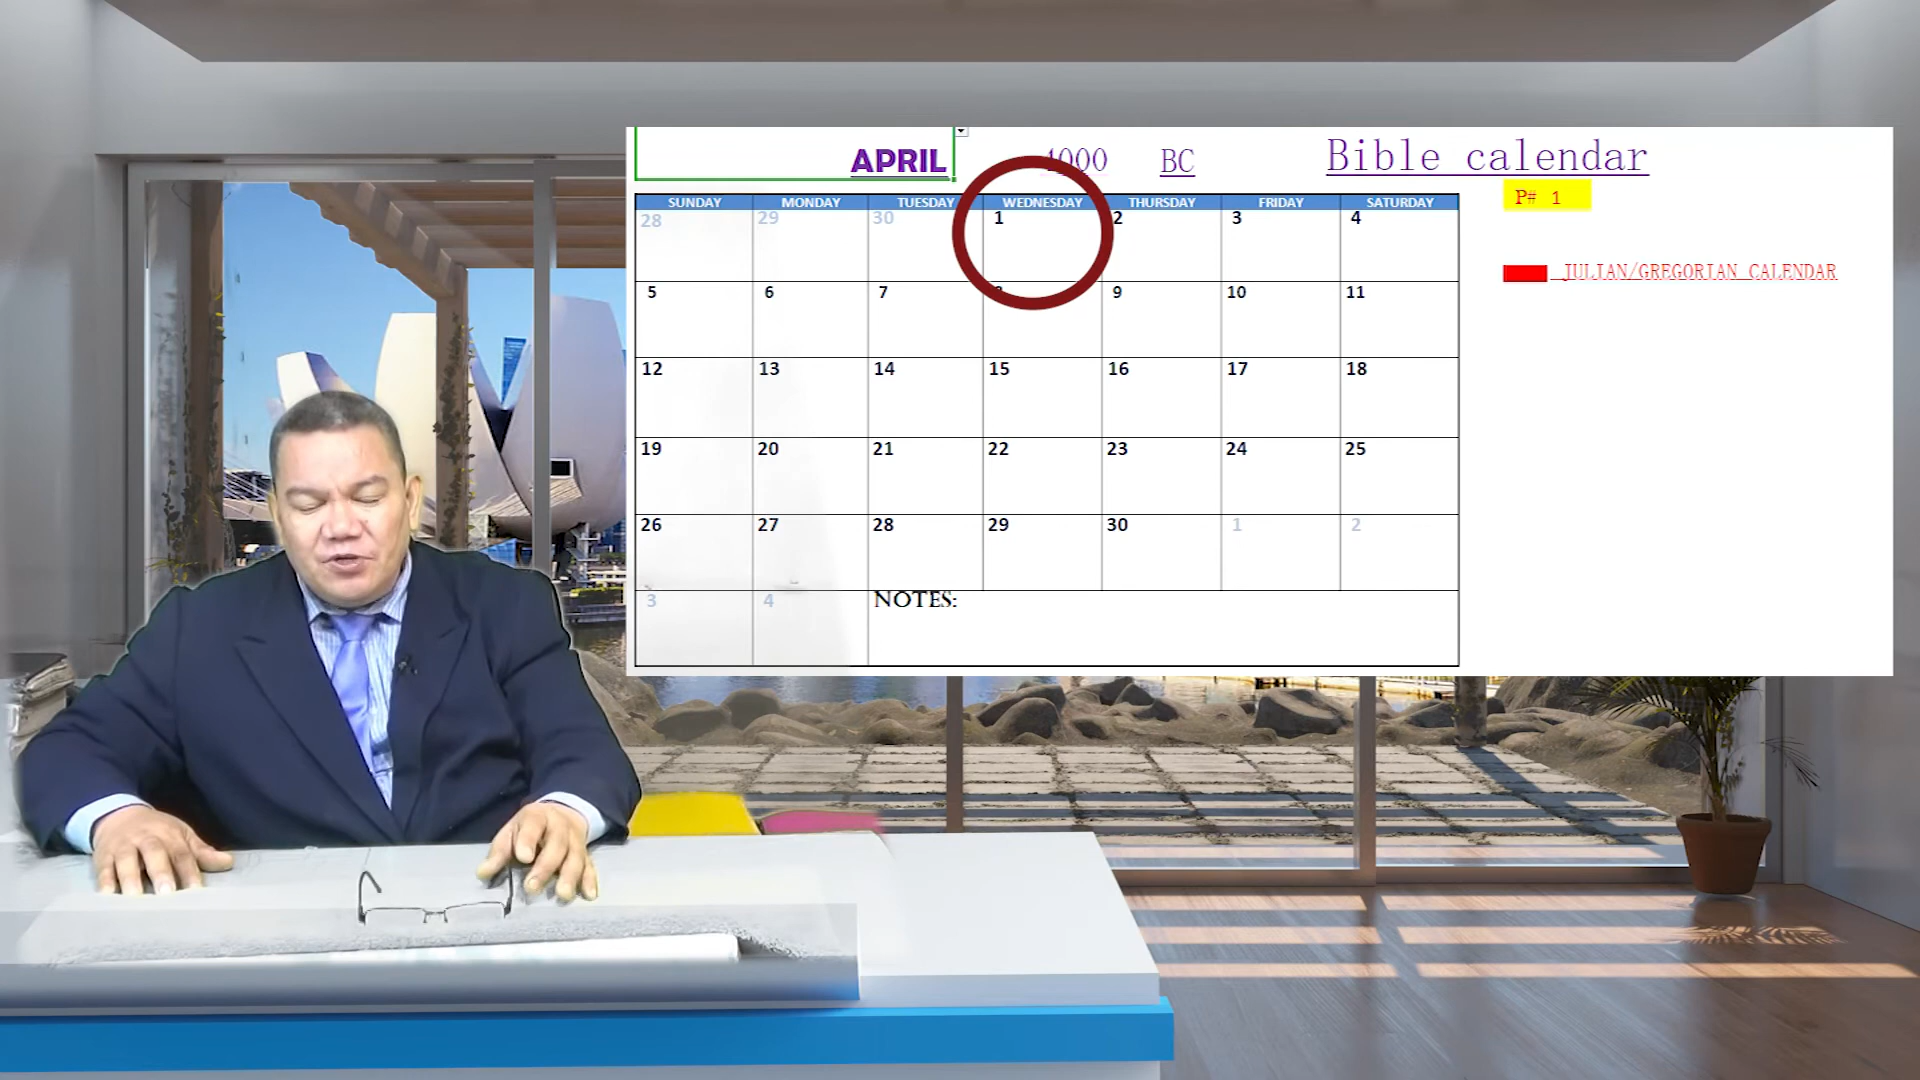 APRIL 4000 BC Bible calendar
P# 1
SUNDAY MONDAY TUESDAY WEDNESDAY THURSDAY FRIDAY SATURDAY
28 29 30 1 2 3 4
JULIAN/GREGORIAN CALENDAR
5 6 7 8 9 10 11
12 13 14 15 16 17 18
19 20 21 22 23 24 25
26 27 28 29 30 1 2
3 4 NOTES: